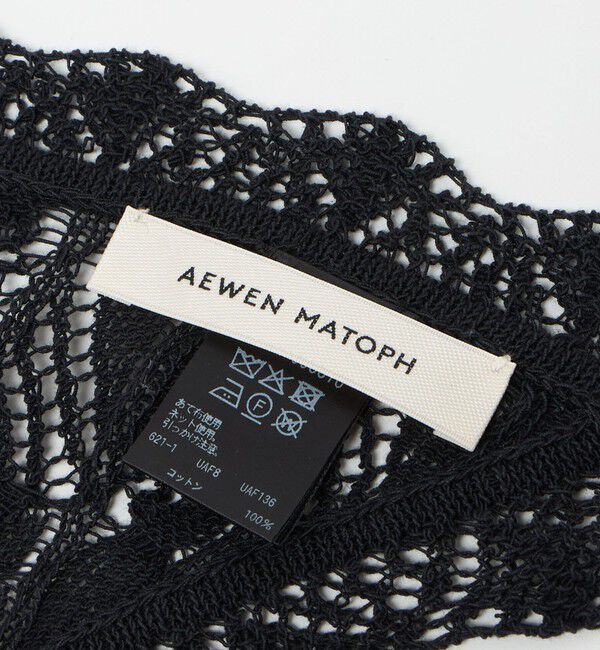 AEWEN MATOPH
あて布使用
ネット使用
引っかけ注意
621-1 UAF8 UAF136
コットン 100%